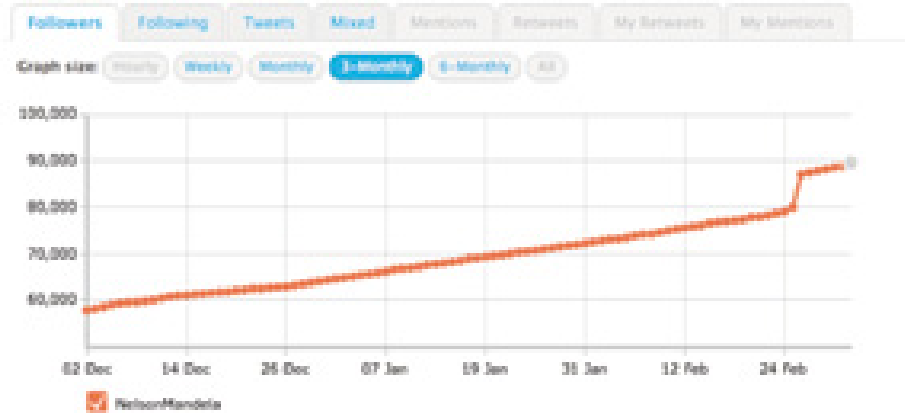 Followers Following Tweets Mixed Mentions Retweets My Retweets My Mentions
Graph size: Hourly Weekly Monthly 3-Monthly 6-Monthly All
100,000
90,000
80,000
70,000
60,000
02 Dec 14 Dec 26 Dec 07 Jan 19 Jan 31 Jan 12 Feb 24 Feb
NelsonMandela